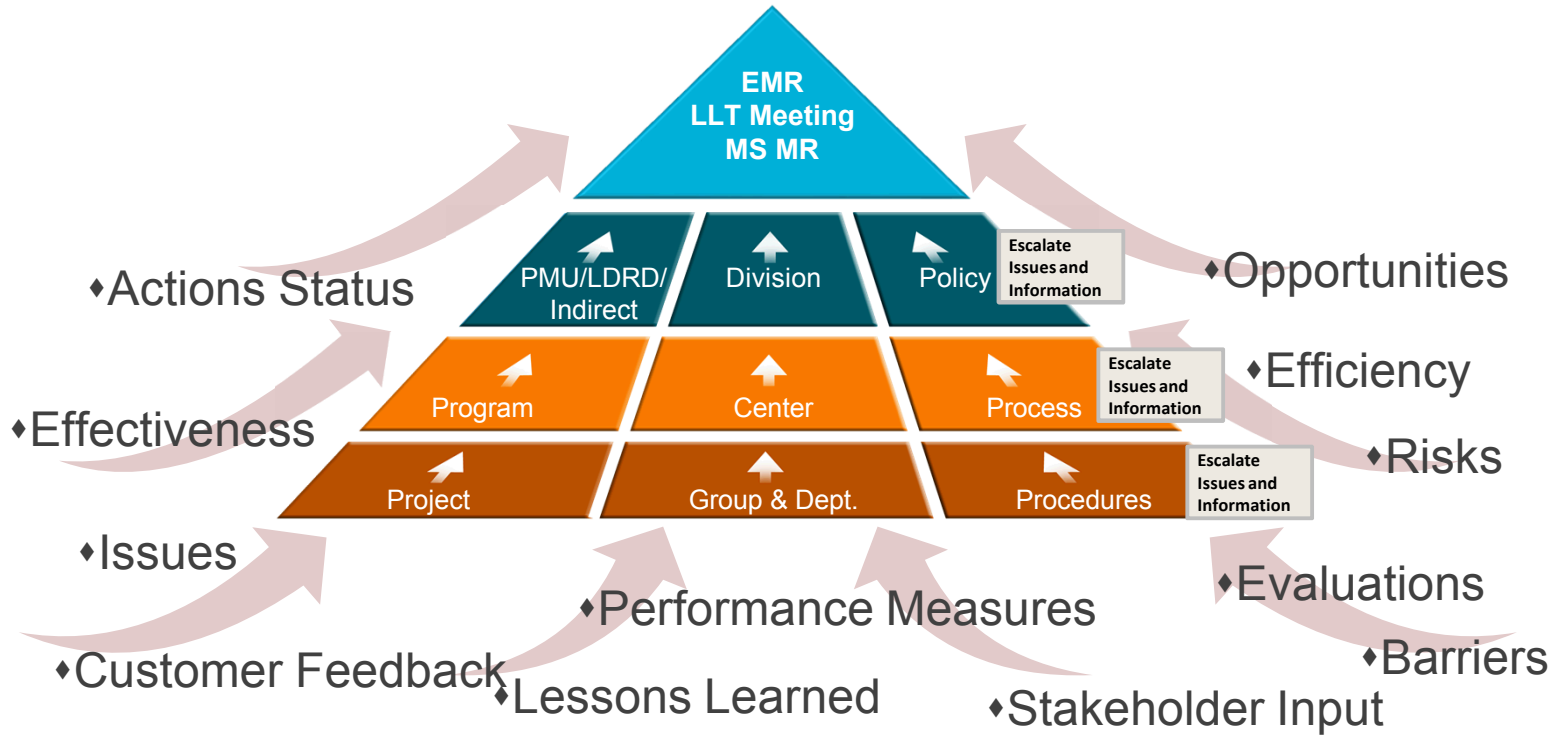 EMR
LLT Meeting
MS MR
PMU/LDRD/
Indirect
Division
Policy
Escalate
Issues and
Information
♦Actions Status
♦Opportunities
Program
Center
Process
Escalate
Issues and
Information
♦Efficiency
♦Effectiveness
♦Risks
Project
Group & Dept.
Procedures
Escalate
Issues and
Information
♦Issues
♦Evaluations
♦Performance Measures
♦Barriers
♦Customer Feedback
♦Lessons Learned
♦Stakeholder Input